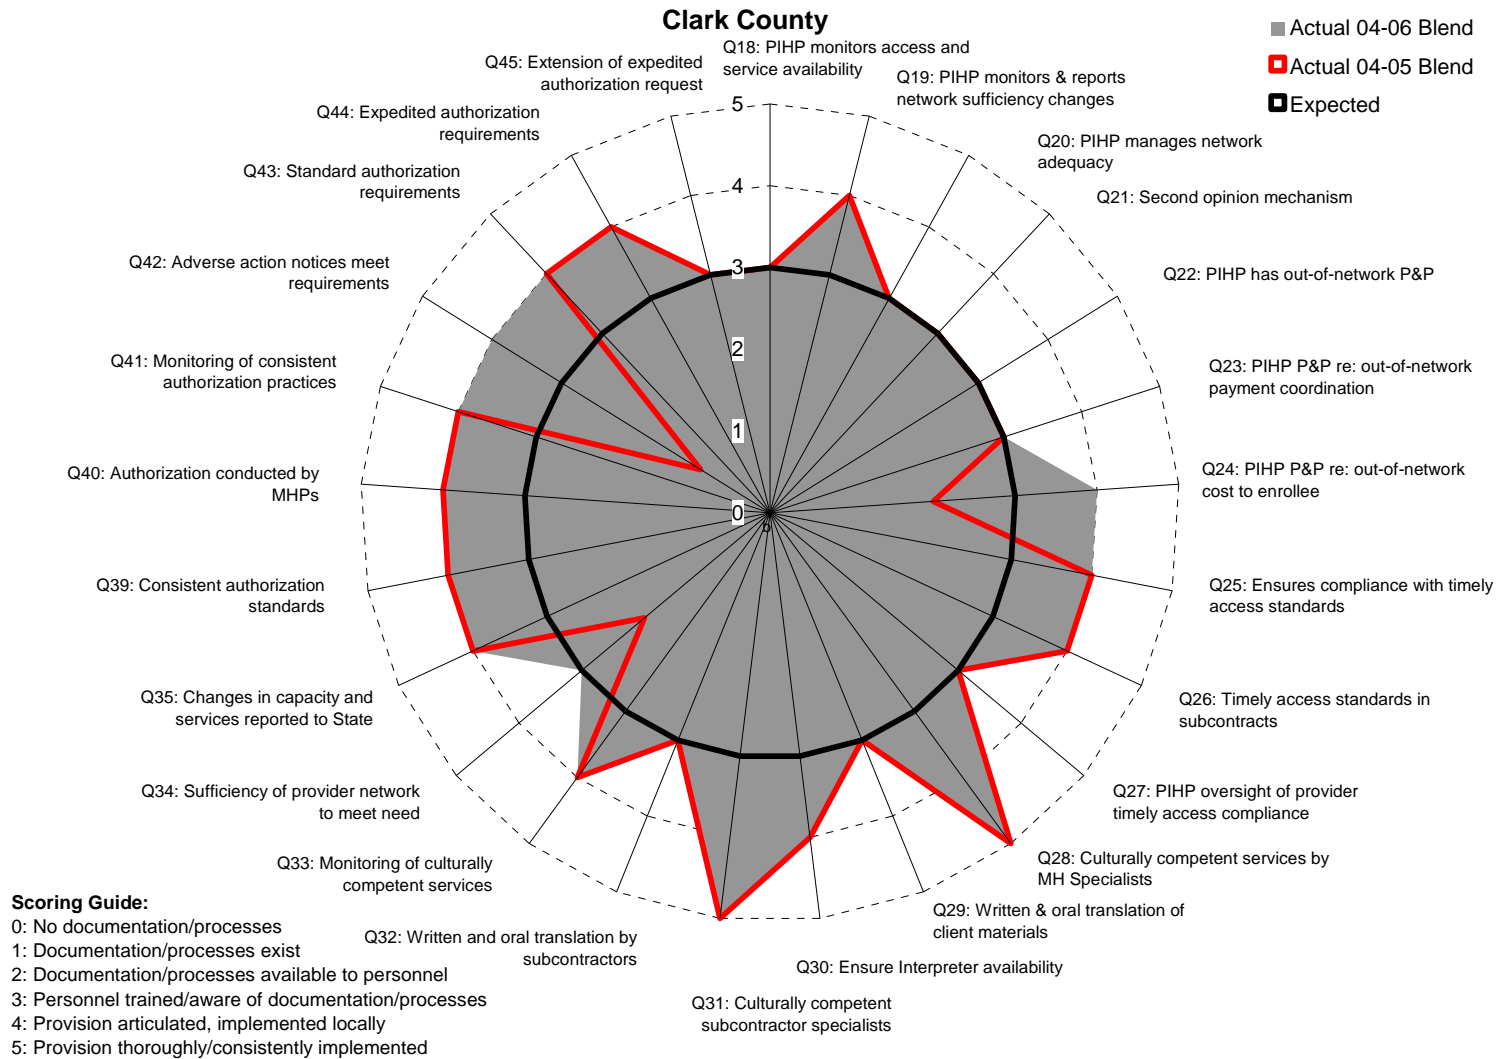 Clark County
Actual 04-06 Blend
Actual 04-05 Blend
Expected
Q18: PIHP monitors access and
service availability
Q19: PIHP monitors & reports
network sufficiency changes
Q20: PIHP manages network
adequacy
Q21: Second opinion mechanism
Q22: PIHP has out-of-network P&P
Q23: PIHP P&P re: out-of-network
payment coordination
Q24: PIHP P&P re: out-of-network
cost to enrollee
Q25: Ensures compliance with timely
access standards
Q26: Timely access standards in
subcontracts
Q27: PIHP oversight of provider
timely access compliance
Q28: Culturally competent services by
MH Specialists
Q29: Written & oral translation of
client materials
Q30: Ensure Interpreter availability
Q31: Culturally competent
subcontractor specialists
Q32: Written and oral translation by
subcontractors
Q33: Monitoring of culturally
competent services
Q34: Sufficiency of provider network
to meet need
Q35: Changes in capacity and
services reported to State
Q39: Consistent authorization
standards
Q40: Authorization conducted by
MHPs
Q41: Monitoring of consistent
authorization practices
Q42: Adverse action notices meet
requirements
Q43: Standard authorization
requirements
Q44: Expedited authorization
requirements
Q45: Extension of expedited
authorization request
5
4
3
2
1
0
b
Scoring Guide:
0: No documentation/processes
1: Documentation/processes exist
2: Documentation/processes available to personnel
3: Personnel trained/aware of documentation/processes
4: Provision articulated, implemented locally
5: Provision thoroughly/consistently implemented